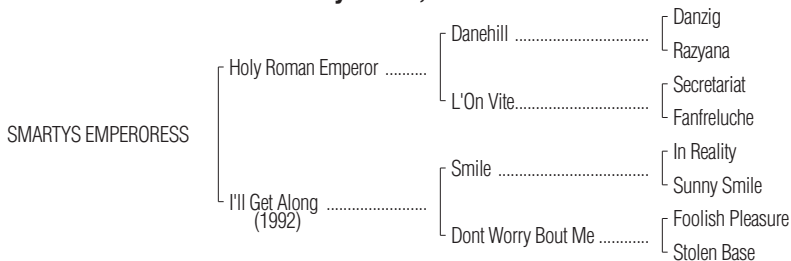 Danzig
Danehill
Razyana
Holy Roman Emperor
Secretariat
L'On Vite
Fanfreluche
SMARTYS EMPERORESS
In Reality
Smile
Sunny Smile
I'll Get Along
(1992)
Foolish Pleasure
Dont Worry Bout Me
Stolen Base